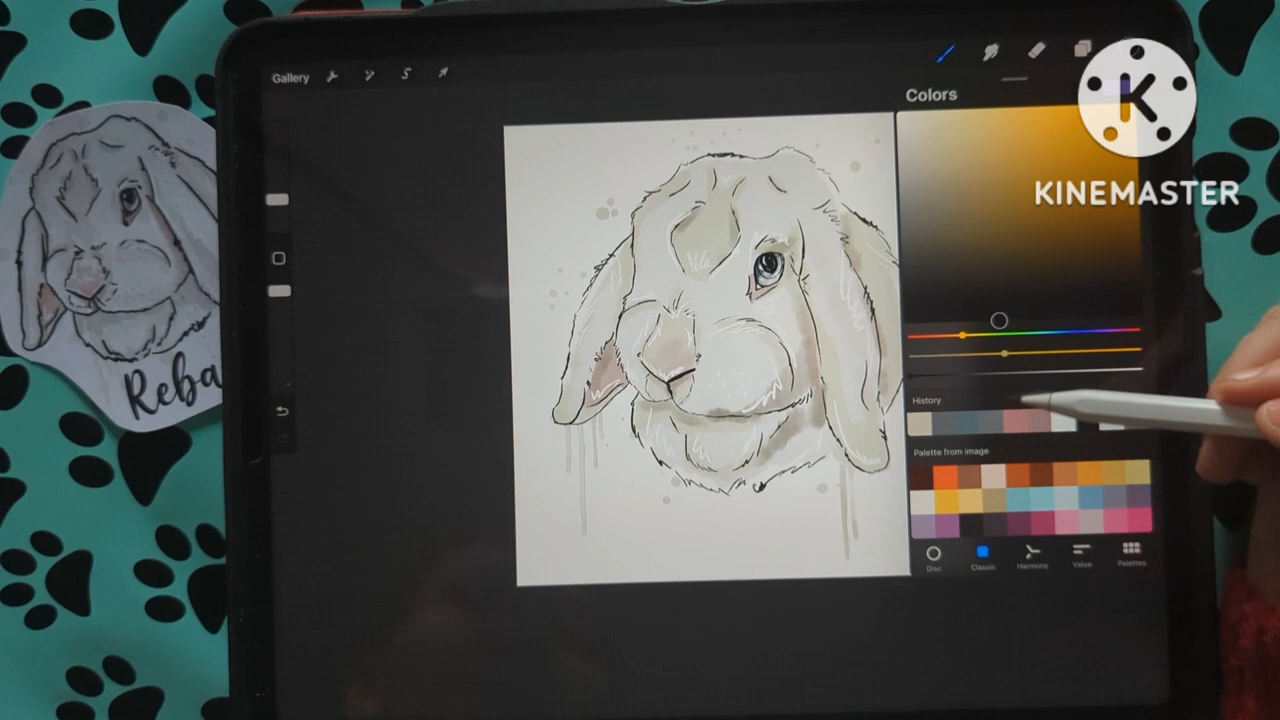 Gallery
S
Colors
K
KINEMASTER
Reba
History
Palette from image
Disc
Classic
Harmony
Value
Palettes